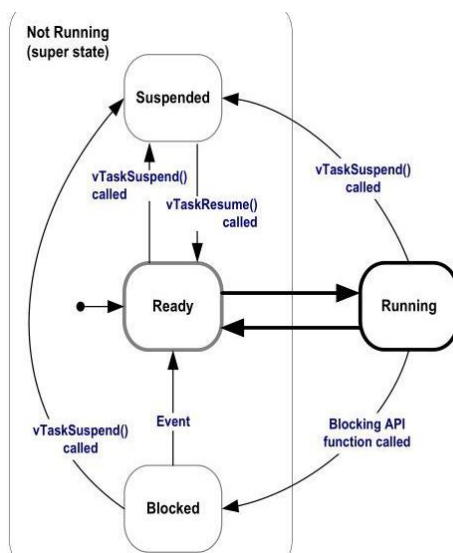 Not Running
(super state)
Suspended
vTaskSuspend()
called
vTaskResume()
called
vTaskSuspend()
called
Ready
Running
Event
vTaskSuspend()
called
Blocking API
function called
Blocked